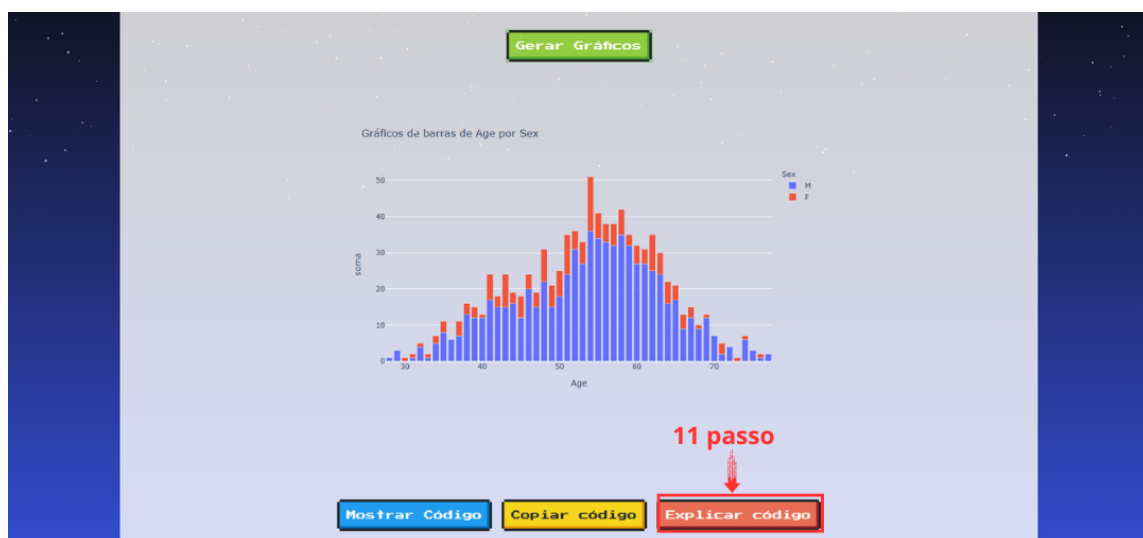 Gerar Gráficos
Gráficos de barras de Age por Sex
Sex
M
F
50
40
30
20
10
0
soma
30 40 50 60 70
Age
11 passo
Mostrar Código Copiar código Explicar código